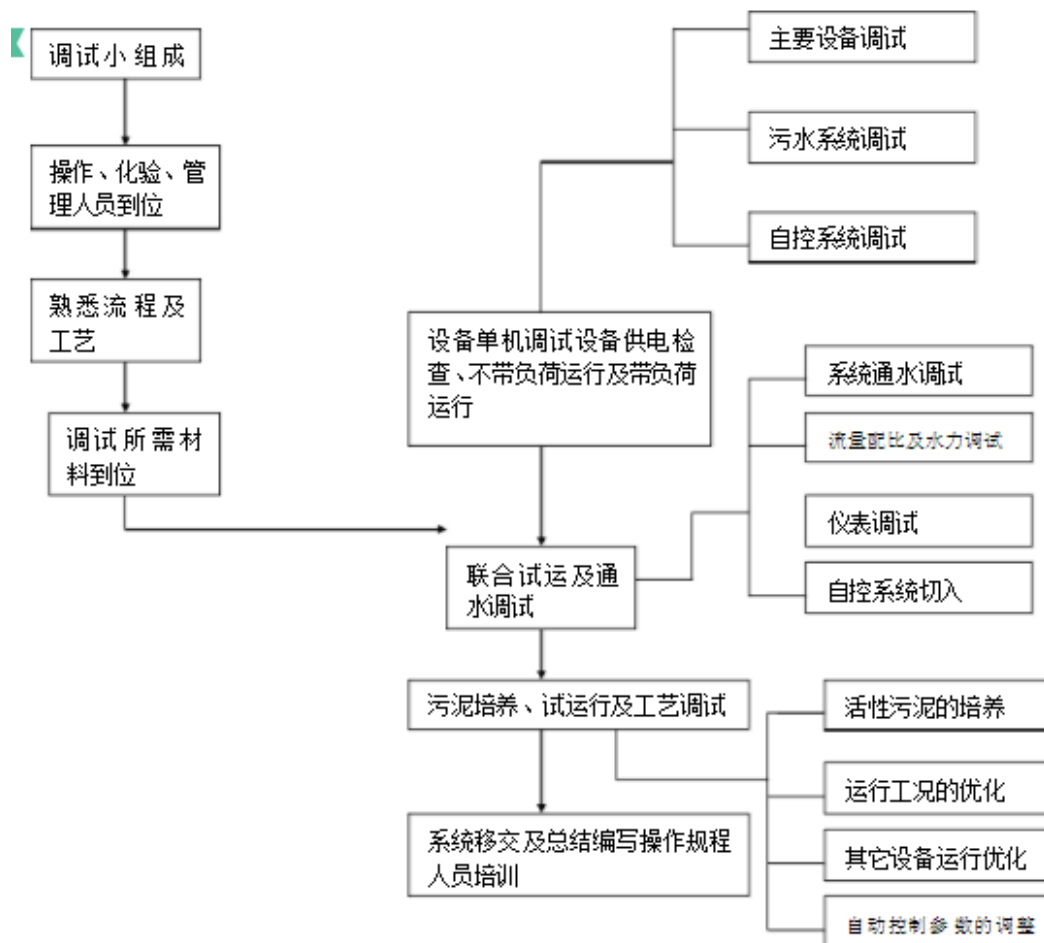 调试小组成
操作、化验、管
理人员到位
熟悉流程及
工艺
调试所需材
料到位
主要设备调试
污水系统调试
自控系统调试
设备单机调试设备供电检
查、不带负荷运行及带负荷
运行
系统通水调试
流量配比及水力调试
仪表调试
自控系统切入
联合试运及通
水调试
污泥培养、试运行及工艺调试
活性污泥的培养
运行工况的优化
其它设备运行优化
自动控制参数的调整
系统移交及总结编写操作规程
人员培训